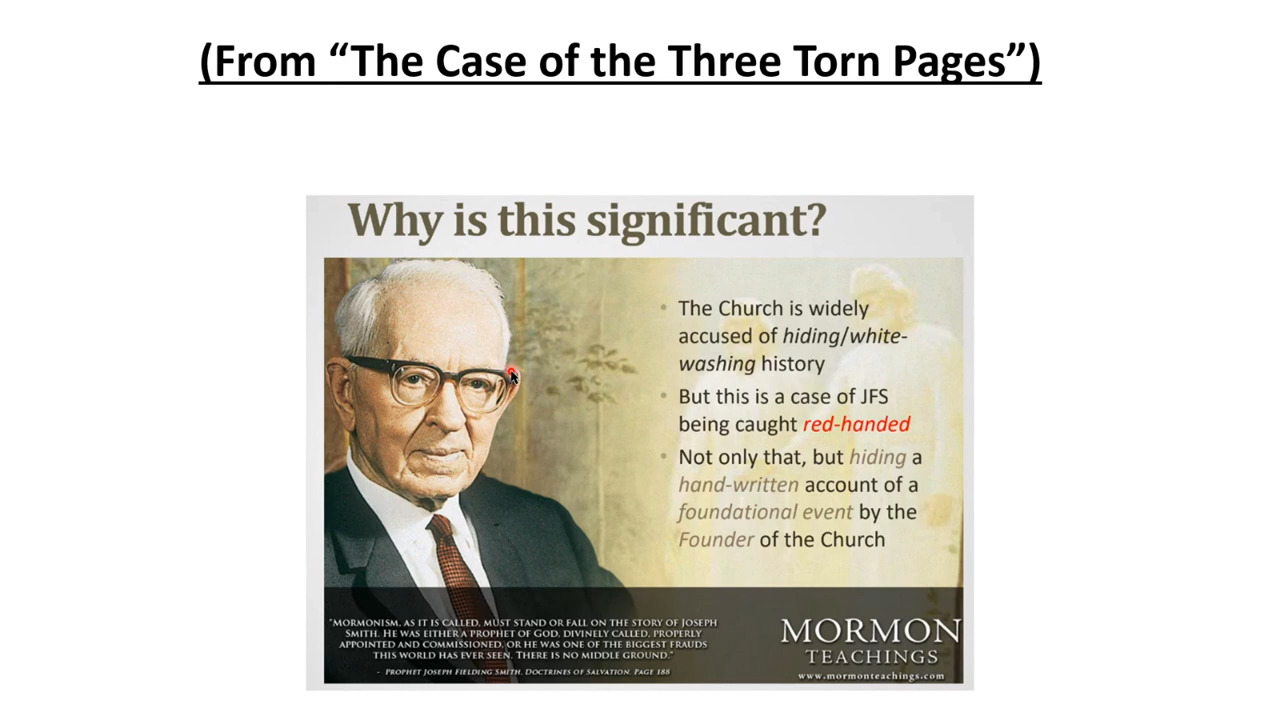 (From “The Case of the Three Torn Pages”)
Why is this significant?
• The Church is widely
accused of hiding/white-
washing history
• But this is a case of JFS
being caught red-handed
• Not only that, but hiding a
hand-written account of a
foundational event by the
Founder of the Church
"MORMONISM, AS IT IS CALLED, MUST STAND OR FALL ON THE STORY OF JOSEPH
SMITH. HE WAS EITHER A PROPHET OF GOD, DIVINELY CALLED, PROPERLY
APPOINTED AND COMMISSIONED, OR HE WAS ONE OF THE BIGGEST FRAUDS
THIS WORLD HAS EVER SEEN. THERE IS NO MIDDLE GROUND."
- PROPHET JOSEPH FIELDING SMITH, DOCTRINES OF SALVATION, PAGE 188
MORMON
TEACHINGS
www.mormonteachings.com